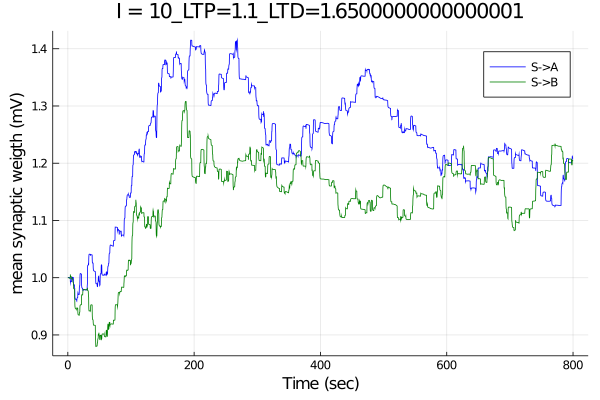 I = 10_LTP=1.1_LTD=1.6500000000000001
mean synaptic weigth (mV)
1.4
1.3
1.2
1.1
1.0
0.9
S->A
S->B
0 200 400 600 800
Time (sec)